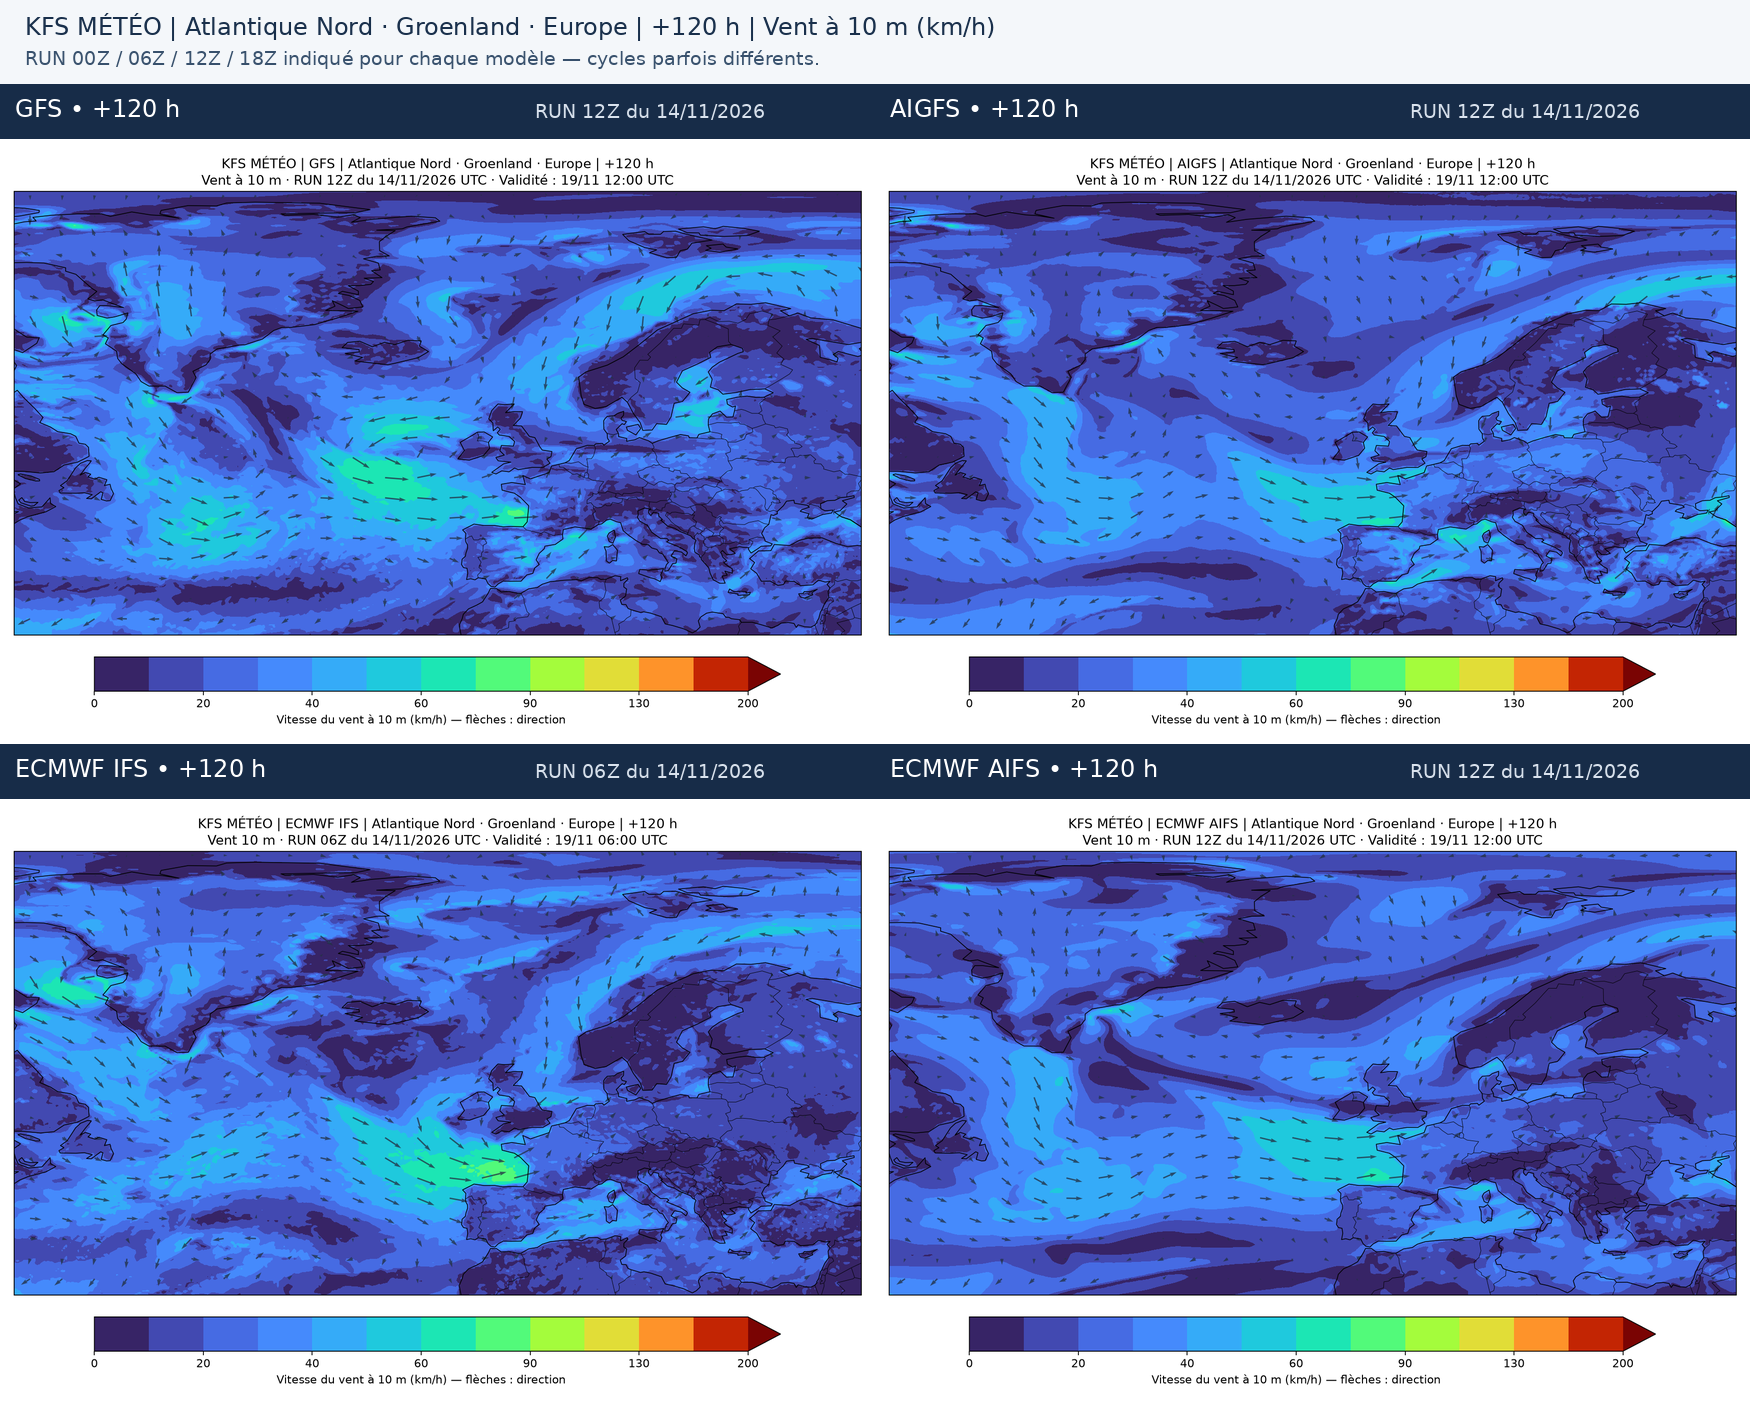 KFS MÉTÉO | Atlantique Nord · Groenland · Europe | +120 h | Vent à 10 m (km/h)
RUN 00Z / 06Z / 12Z / 18Z indiqué pour chaque modèle — cycles parfois différents.
GFS • +120 h
RUN 12Z du 14/11/2026
KFS MÉTÉO | GFS | Atlantique Nord · Groenland · Europe | +120 h
Vent à 10 m · RUN 12Z du 14/11/2026 UTC · Validité : 19/11 12:00 UTC
0 20 40 60 90 130 200
Vitesse du vent à 10 m (km/h) — flèches : direction
AIGFS • +120 h
RUN 12Z du 14/11/2026
KFS MÉTÉO | AIGFS | Atlantique Nord · Groenland · Europe | +120 h
Vent à 10 m · RUN 12Z du 14/11/2026 UTC · Validité : 19/11 12:00 UTC
0 20 40 60 90 130 200
Vitesse du vent à 10 m (km/h) — flèches : direction
ECMWF IFS • +120 h
RUN 06Z du 14/11/2026
KFS MÉTÉO | ECMWF IFS | Atlantique Nord · Groenland · Europe | +120 h
Vent 10 m · RUN 06Z du 14/11/2026 UTC · Validité : 19/11 06:00 UTC
0 20 40 60 90 130 200
Vitesse du vent à 10 m (km/h) — flèches : direction
ECMWF AIFS • +120 h
RUN 12Z du 14/11/2026
KFS MÉTÉO | ECMWF AIFS | Atlantique Nord · Groenland · Europe | +120 h
Vent 10 m · RUN 12Z du 14/11/2026 UTC · Validité : 19/11 12:00 UTC
0 20 40 60 90 130 200
Vitesse du vent à 10 m (km/h) — flèches : direction